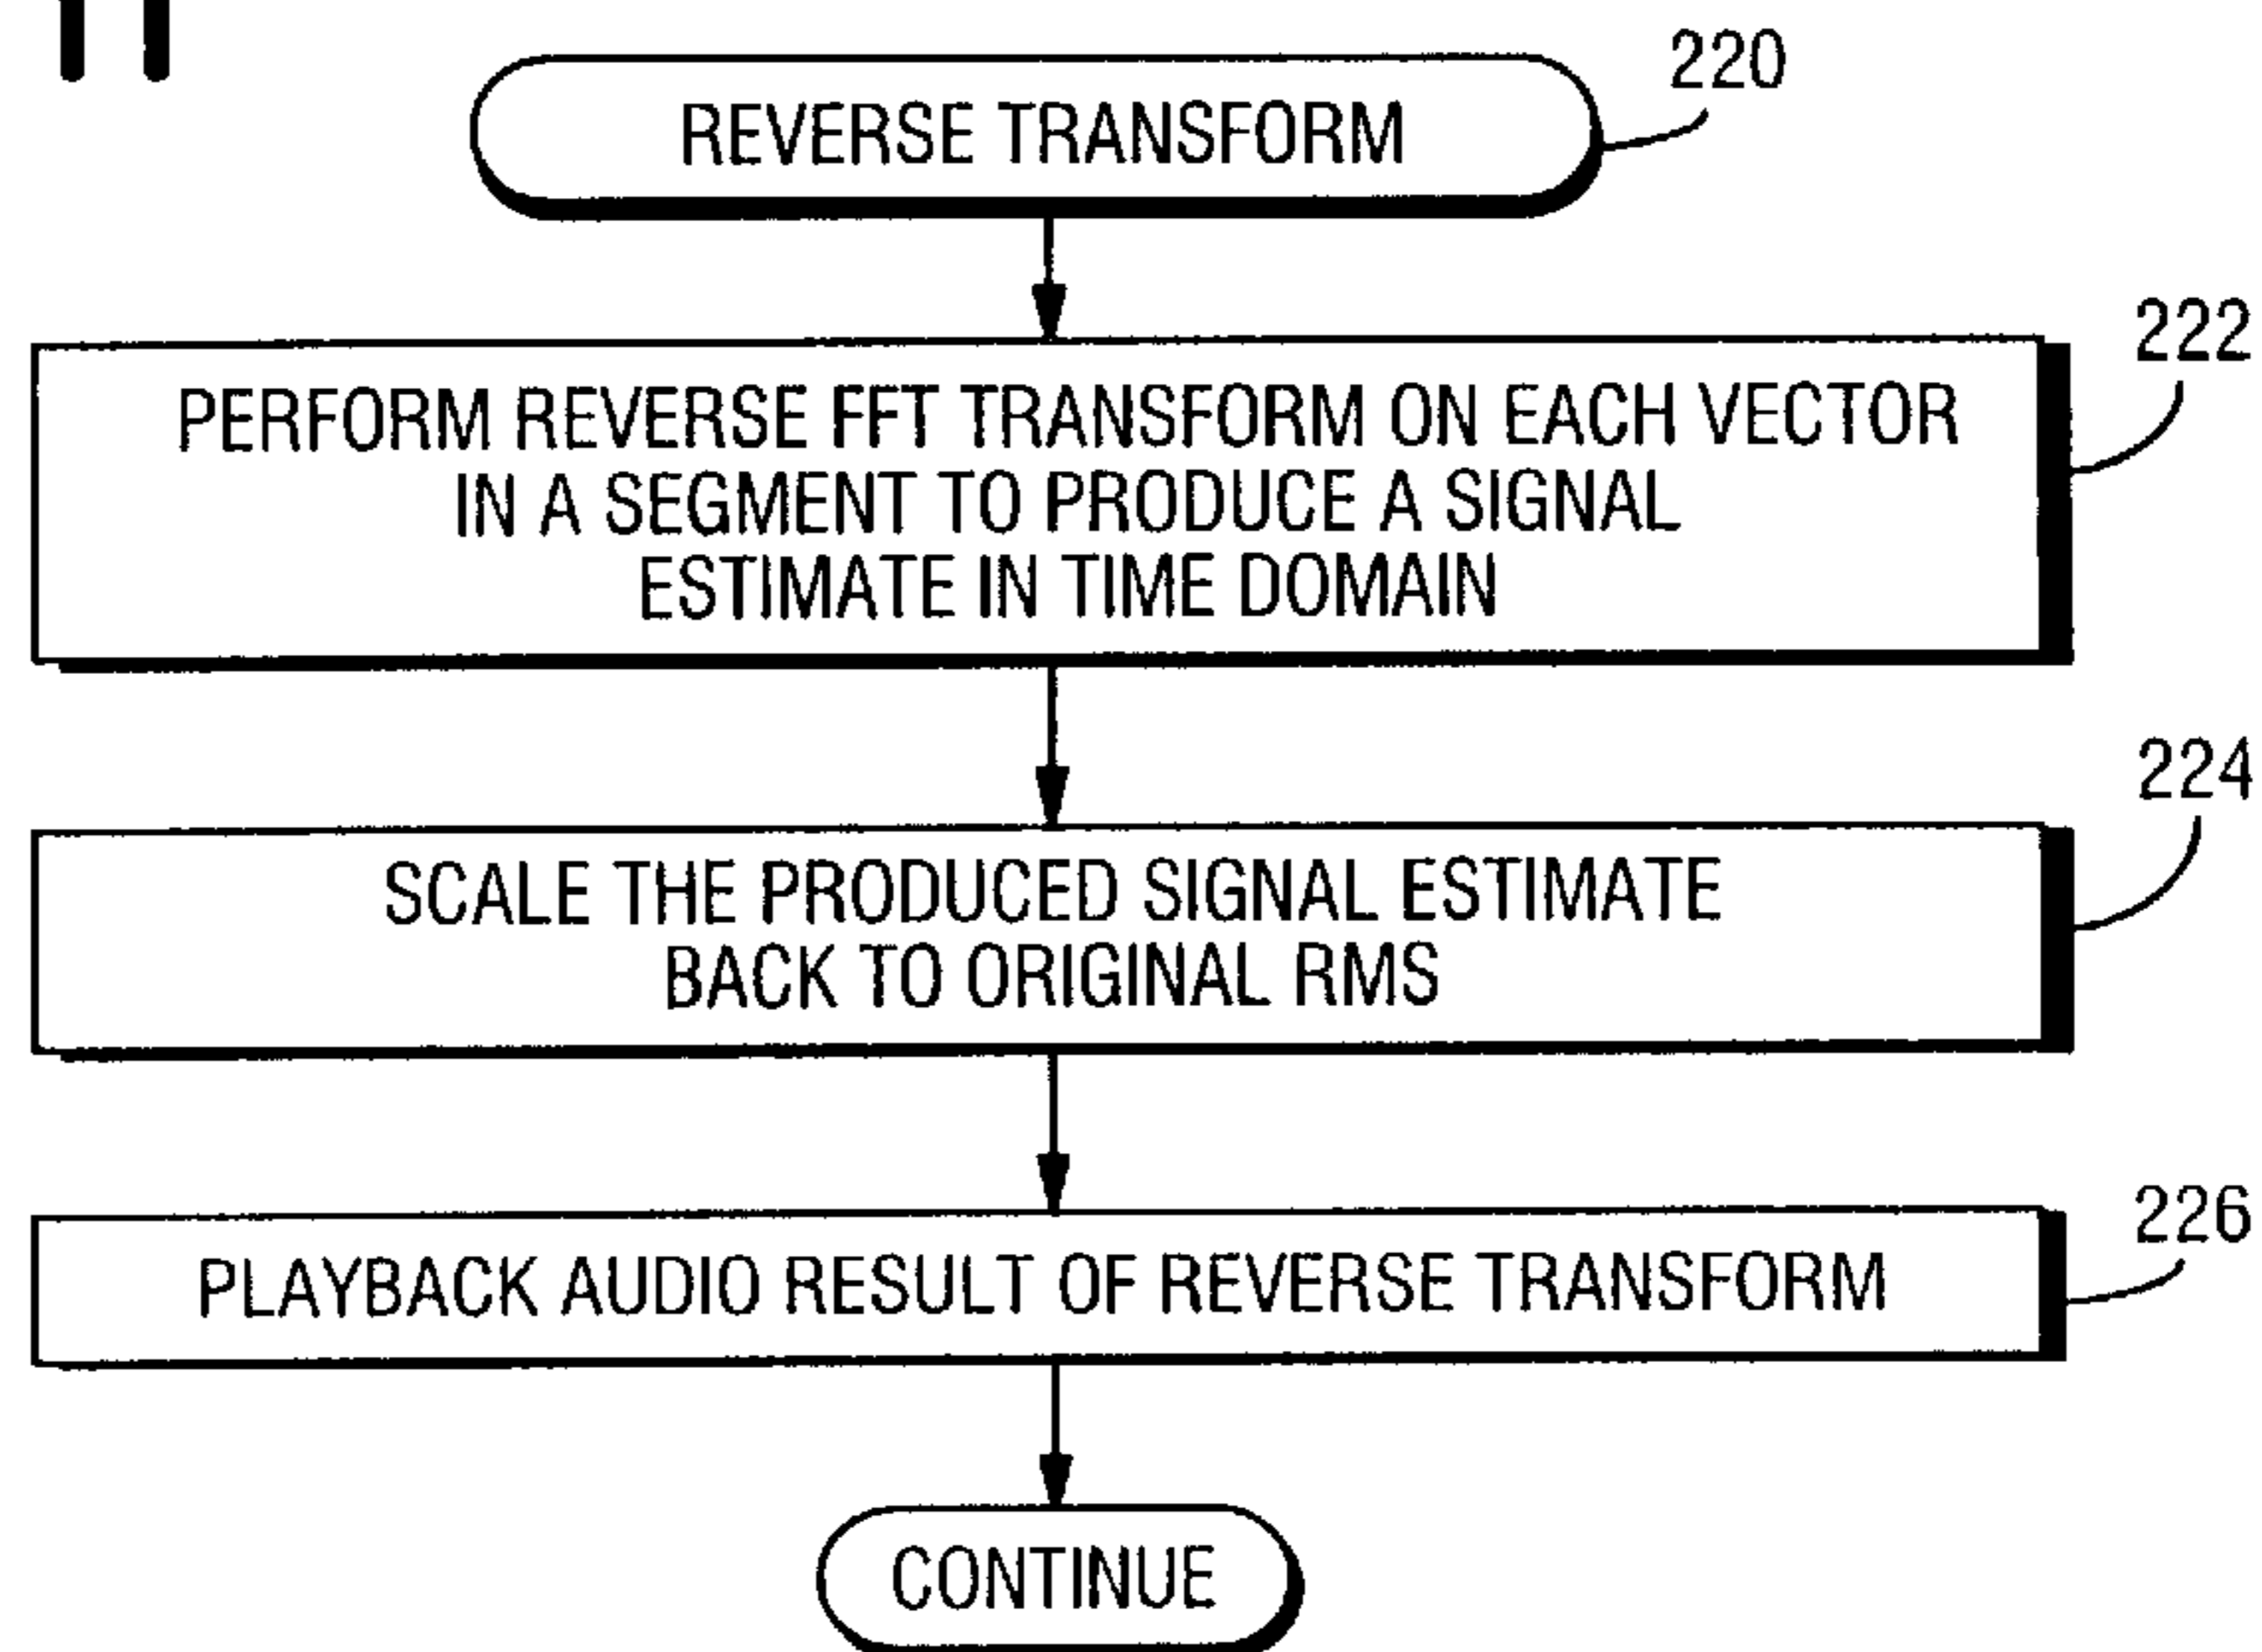 220
REVERSE TRANSFORM
222
PERFORM REVERSE FFT TRANSFORM ON EACH VECTOR
IN A SEGMENT TO PRODUCE A SIGNAL
ESTIMATE IN TIME DOMAIN
224
SCALE THE PRODUCED SIGNAL ESTIMATE
BACK TO ORIGINAL RMS
226
PLAYBACK AUDIO RESULT OF REVERSE TRANSFORM
CONTINUE